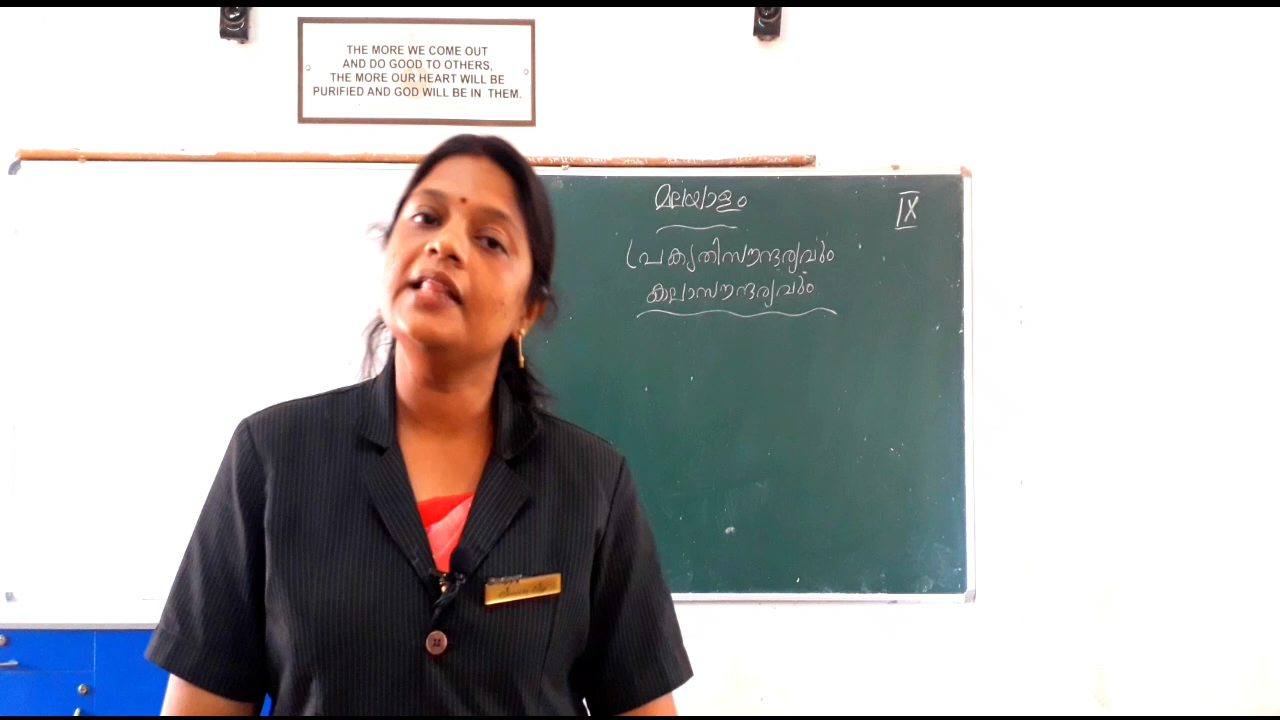 THE MORE WE COME OUT
AND DO GOOD TO OTHERS,
THE MORE OUR HEART WILL BE
PURIFIED AND GOD WILL BE IN THEM.
മലയാളം
IX
പ്രകൃതിസൗന്ദര്യവും
കലാസൗന്ദര്യവും